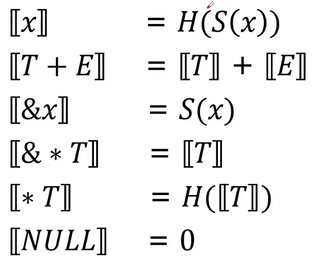 ⟦x⟧ = H(S(x))
⟦T + E⟧ = ⟦T⟧ + ⟦E⟧
⟦&x⟧ = S(x)
⟦& ∗ T⟧ = ⟦T⟧
⟦∗ T⟧ = H(⟦T⟧)
⟦NULL⟧ = 0